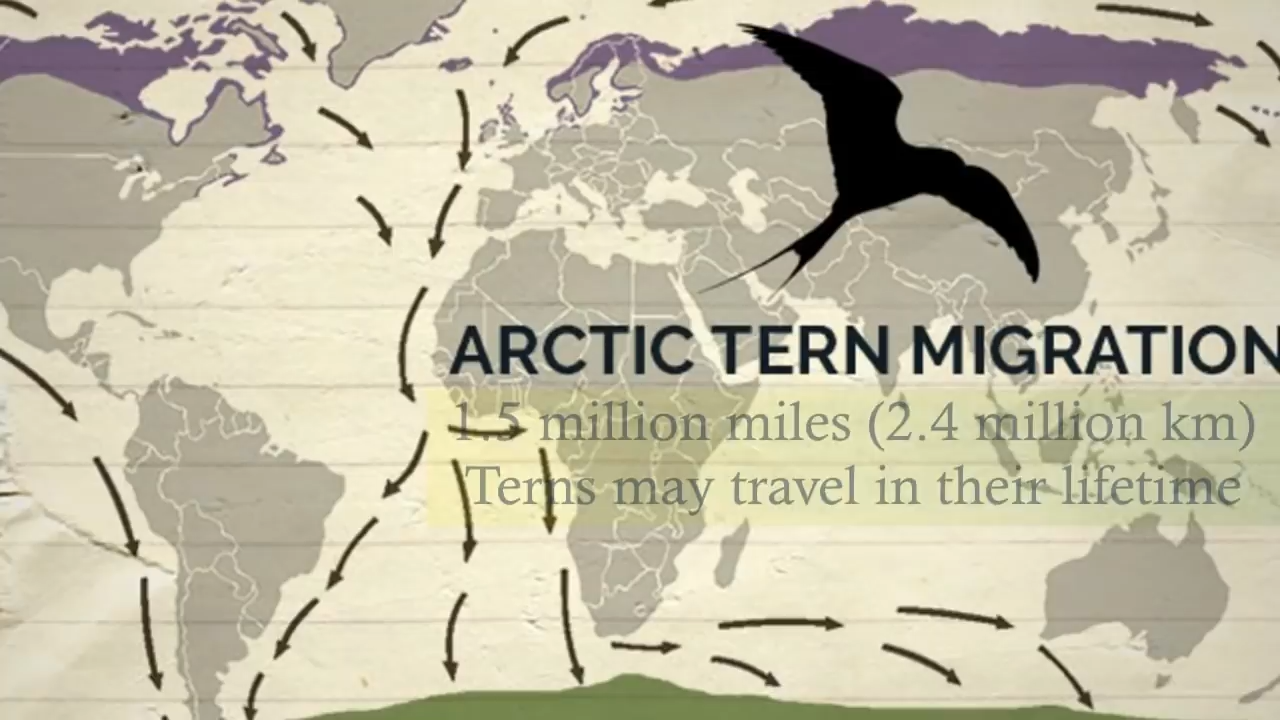 ARCTIC TERN MIGRATION
1.5 million miles (2.4 million km)
Terns may travel in their lifetime